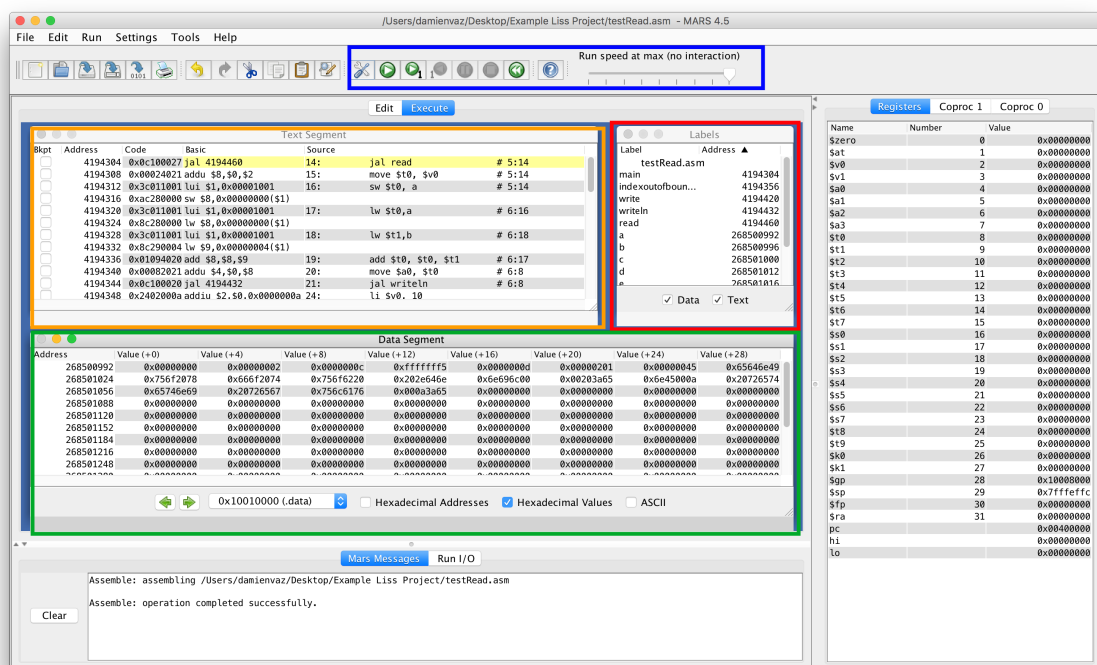 /Users/damienvaz/Desktop/Example Liss Project/testRead.asm - MARS 4.5
File Edit Run Settings Tools Help
Run speed at max (no interaction)
Edit Execute
Text Segment
Bkpt Address Code Basic Source
4194304 0x0c100027 jal 4194460 14: jal read # 5:14
4194308 0x00024021 addu $8,$0,$2 15: move $t0, $v0 # 5:14
4194312 0x3c011001 lui $1,0x00001001 16: sw $t0, a # 5:14
4194316 0xac280000 sw $8,0x00000000($1)
4194320 0x3c011001 lui $1,0x00001001 17: lw $t0,a # 6:16
4194324 0x8c280000 lw $8,0x00000000($1)
4194328 0x3c011001 lui $1,0x00001001 18: lw $t1,b # 6:18
4194332 0x8c290004 lw $9,0x00000004($1)
4194336 0x01094020 add $8,$8,$9 19: add $t0, $t0, $t1 # 6:17
4194340 0x00082021 addu $4,$0,$8 20: move $a0, $t0 # 6:8
4194344 0x0c100020 jal 4194432 21: jal writeln # 6:8
4194348 0x2402000a addiu $2,$0,0x0000000a 24: li $v0, 10
Labels
Label Address ▲
testRead.asm
main 4194304
indexoutofboun... 4194356
write 4194420
writeln 4194432
read 4194460
a 268500992
b 268500996
c 268501000
d 268501012
e 268501016
Data Text
Data Segment
Address Value (+0) Value (+4) Value (+8) Value (+12) Value (+16) Value (+20) Value (+24) Value (+28)
268500992 0x00000000 0x00000002 0x0000000c 0xfffffff5 0x0000000d 0x00000201 0x00000045 0x65646e49
268501024 0x756f2078 0x666f2074 0x756f6220 0x202e646e 0x6e696c00 0x00203a65 0x6e45000a 0x20726574
268501056 0x65746e69 0x20726567 0x756c6176 0x000a3a65 0x00000000 0x00000000 0x00000000 0x00000000
268501088 0x00000000 0x00000000 0x00000000 0x00000000 0x00000000 0x00000000 0x00000000 0x00000000
268501120 0x00000000 0x00000000 0x00000000 0x00000000 0x00000000 0x00000000 0x00000000 0x00000000
268501152 0x00000000 0x00000000 0x00000000 0x00000000 0x00000000 0x00000000 0x00000000 0x00000000
268501184 0x00000000 0x00000000 0x00000000 0x00000000 0x00000000 0x00000000 0x00000000 0x00000000
268501216 0x00000000 0x00000000 0x00000000 0x00000000 0x00000000 0x00000000 0x00000000 0x00000000
268501248 0x00000000 0x00000000 0x00000000 0x00000000 0x00000000 0x00000000 0x00000000 0x00000000
0x10010000 (.data) Hexadecimal Addresses Hexadecimal Values ASCII
Mars Messages Run I/O
Assemble: assembling /Users/damienvaz/Desktop/Example Liss Project/testRead.asm
Assemble: operation completed successfully.
Clear
Registers Coproc 1 Coproc 0
Name Number Value
$zero 0 0x00000000
$at 1 0x00000000
$v0 2 0x00000000
$v1 3 0x00000000
$a0 4 0x00000000
$a1 5 0x00000000
$a2 6 0x00000000
$a3 7 0x00000000
$t0 8 0x00000000
$t1 9 0x00000000
$t2 10 0x00000000
$t3 11 0x00000000
$t4 12 0x00000000
$t5 13 0x00000000
$t6 14 0x00000000
$t7 15 0x00000000
$s0 16 0x00000000
$s1 17 0x00000000
$s2 18 0x00000000
$s3 19 0x00000000
$s4 20 0x00000000
$s5 21 0x00000000
$s6 22 0x00000000
$s7 23 0x00000000
$t8 24 0x00000000
$t9 25 0x00000000
$k0 26 0x00000000
$k1 27 0x00000000
$gp 28 0x10008000
$sp 29 0x7fffeffc
$fp 30 0x00000000
$ra 31 0x00000000
pc 0x00400000
hi 0x00000000
lo 0x00000000